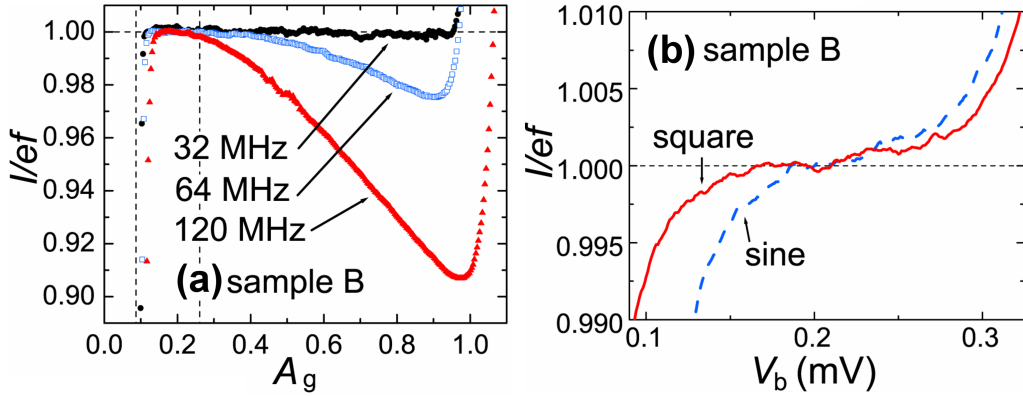 1.00
0.98
0.96
0.94
0.92
0.90
I/ef
32 MHz
64 MHz
120 MHz
(a) sample B
0.0 0.2 0.4 0.6 0.8 1.0
A g
1.010
1.005
1.000
0.995
0.990
I/ef
(b) sample B
square
sine
0.1 0.2 0.3
V b (mV)